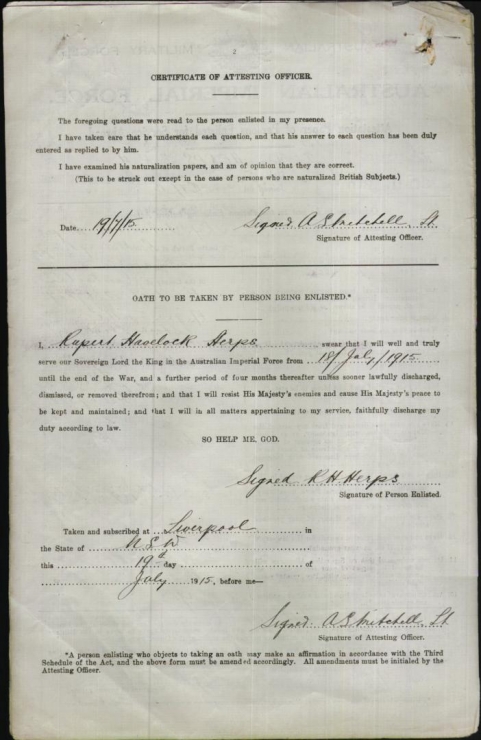 CERTIFICATE OF ATTESTING OFFICER.
The foregoing questions were read to the person enlisted in my presence.
I have taken care that he understands each question, and that his answer to each question has been duly
entered as replied to by him.
I have examined his naturalization papers, and am of opinion that they are correct.
(This to be struck out except in the case of persons who are naturalized British Subjects.)
Date 19/7/15 Signed A S Mitchell. Lt
Signature of Attesting Officer.
OATH TO BE TAKEN BY PERSON BEING ENLISTED.*
I, Rupert Havelock Herps swear that I will well and truly
serve our Sovereign Lord the King in the Australian Imperial Force from 18/ July/1915
until the end of the War, and a further period of four months thereafter unless sooner lawfully discharged,
dismissed, or removed therefrom; and that I will resist His Majesty's enemies and cause His Majesty's peace to
be kept and maintained; and that I will in all matters appertaining to my service, faithfully discharge my
duty according to law.
SO HELP ME, GOD.
Signed R H Herps
Signature of Person Enlisted.
Taken and subscribed at Liverpool in
the State of N S W
this 19th day of
July 1915, before me—
Signed. A S Mitchell. Lt
Signature of Attesting Officer.
*A person enlisting who objects to taking an oath may make an affirmation in accordance with the Third
Schedule of the Act, and the above form must be amended accordingly. All amendments must be initialed by the
Attesting Officer.